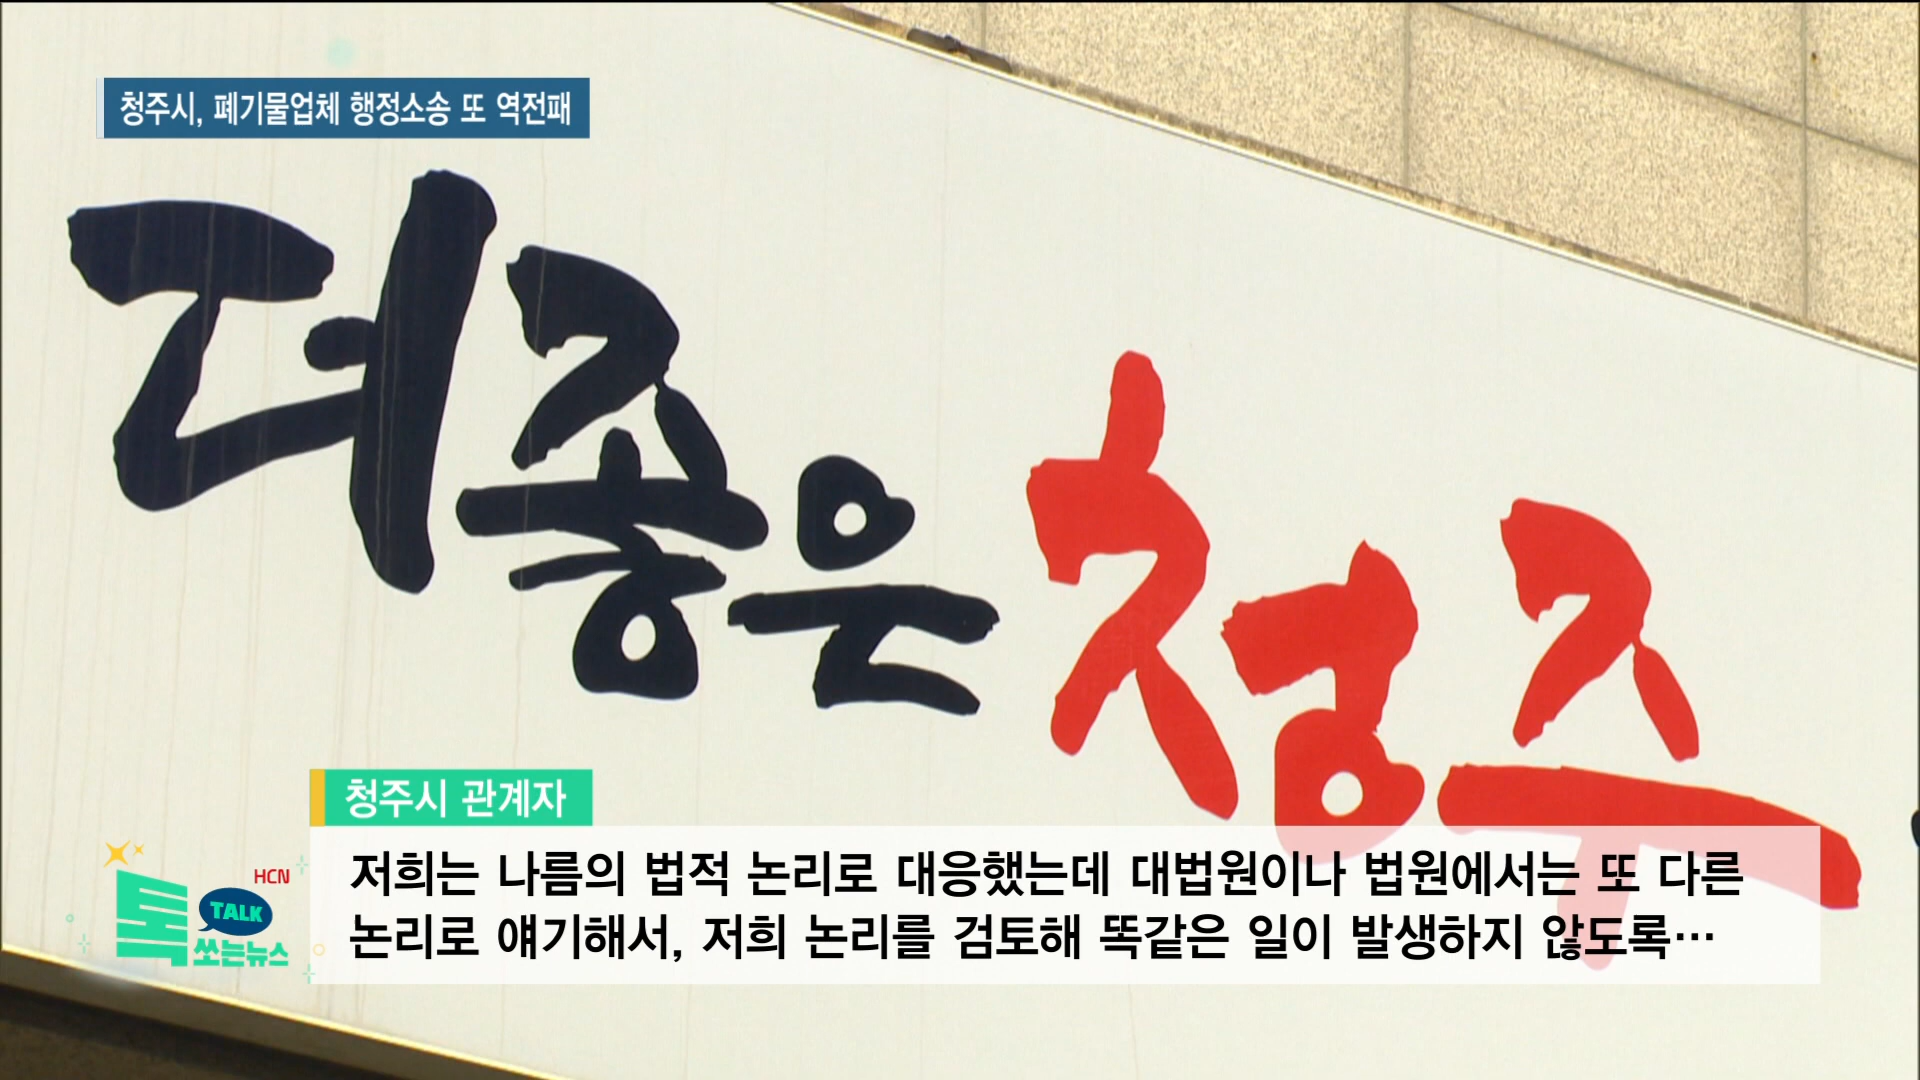 청주시, 폐기물업체 행정소송 또 역전패
더 좋은 청주
청주시 관계자
저희는 나름의 법적 논리로 대응했는데 대법원이나 법원에서는 또 다른
논리로 얘기해서, 저희 논리를 검토해 똑같은 일이 발생하지 않도록…
HCN
톡 TALK
쏘는뉴스